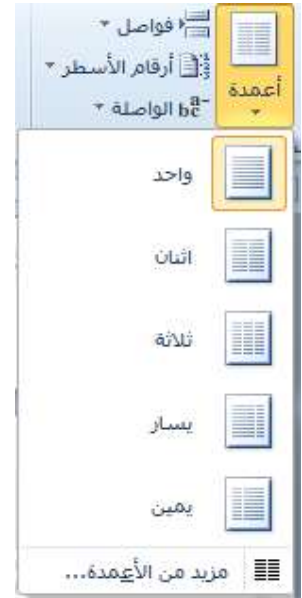 فواصل
أرقام الأسطر
الواصلة
أعمدة
واحد
اثنان
ثلاثة
يسار
يمين
مزيد من الأعمدة...